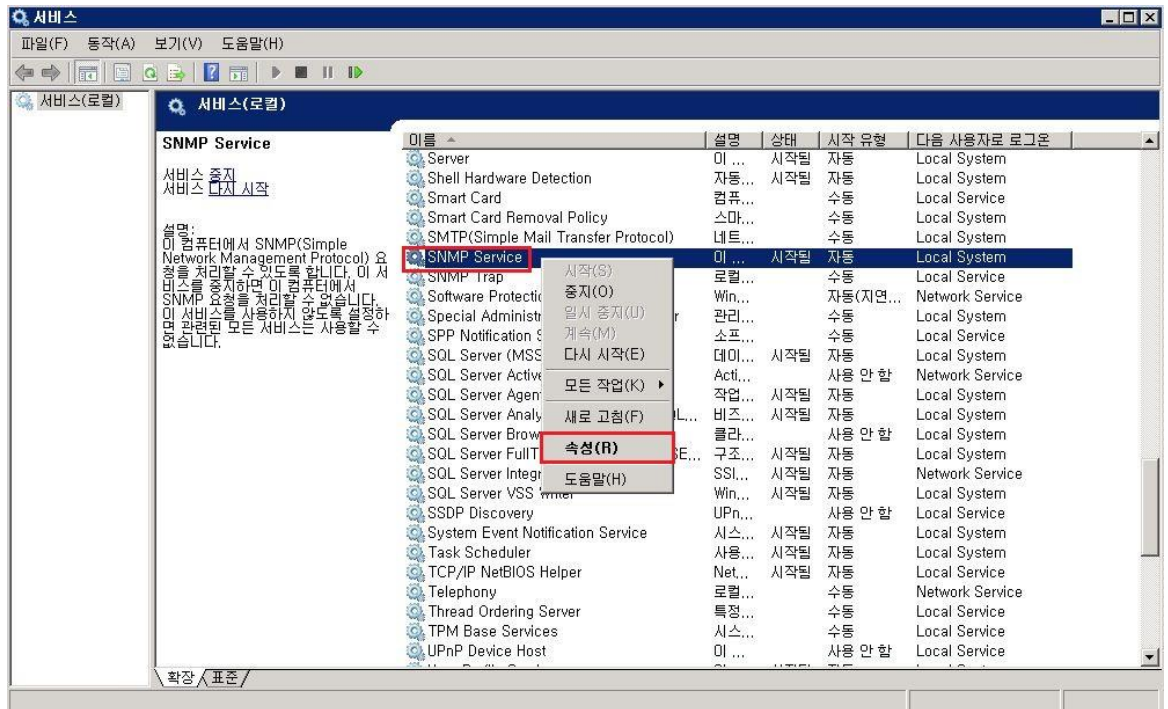 서비스
파일(F) 동작(A) 보기(V) 도움말(H)
서비스(로컬)
서비스(로컬)
SNMP Service
서비스 중지
서비스 다시 시작
설명:
이 컴퓨터에서 SNMP(Simple
Network Management Protocol) 요
청을 처리할 수 있도록 합니다. 이 서
비스를 중지하면 이 컴퓨터에서
SNMP 요청을 처리할 수 없습니다.
이 서비스를 사용하지 않도록 설정하
면 관련된 모든 서비스는 사용할 수
없습니다.
이름 설명 상태 시작 유형 다음 사용자로 로그온
Server 이 ... 시작됨 자동 Local System
Shell Hardware Detection 자동... 시작됨 자동 Local System
Smart Card 컴퓨... 수동 Local Service
Smart Card Removal Policy 스마... 수동 Local System
SMTP(Simple Mail Transfer Protocol) 네트... 수동 Local System
SNMP Service 이 ... 시작됨 자동 Local System
SNMP Trap 로컬... 수동 Local Service
Software Protectic Win... 자동(지연... Network Service
Special Administr r 관리... 수동 Local System
SPP Notification S 소프... 수동 Local Service
SQL Server (MSS 데이... 시작됨 자동 Local System
SQL Server Active Acti... 사용 안 함 Network Service
SQL Server Agen 작업... 시작됨 자동 Local System
SQL Server Analy L... 비즈... 시작됨 자동 Local System
SQL Server Brow 클라... 사용 안 함 Local System
SQL Server FullT SE... 구조... 시작됨 자동 Local System
SQL Server Integr SSI... 시작됨 자동 Network Service
SQL Server VSS Writer Win... 시작됨 자동 Local System
SSDP Discovery UPn... 사용 안 함 Local Service
System Event Notification Service 시스... 시작됨 자동 Local System
Task Scheduler 사용... 시작됨 자동 Local System
TCP/IP NetBIOS Helper Net... 시작됨 자동 Local Service
Telephony 로컬... 수동 Network Service
Thread Ordering Server 특정... 수동 Local Service
TPM Base Services 시스... 수동 Local Service
UPnP Device Host 이 ... 사용 안 함 Local Service
시작(S)
중지(O)
일시 중지(U)
계속(M)
다시 시작(E)
모든 작업(K)
새로 고침(F)
속성(R)
도움말(H)
확장 표준